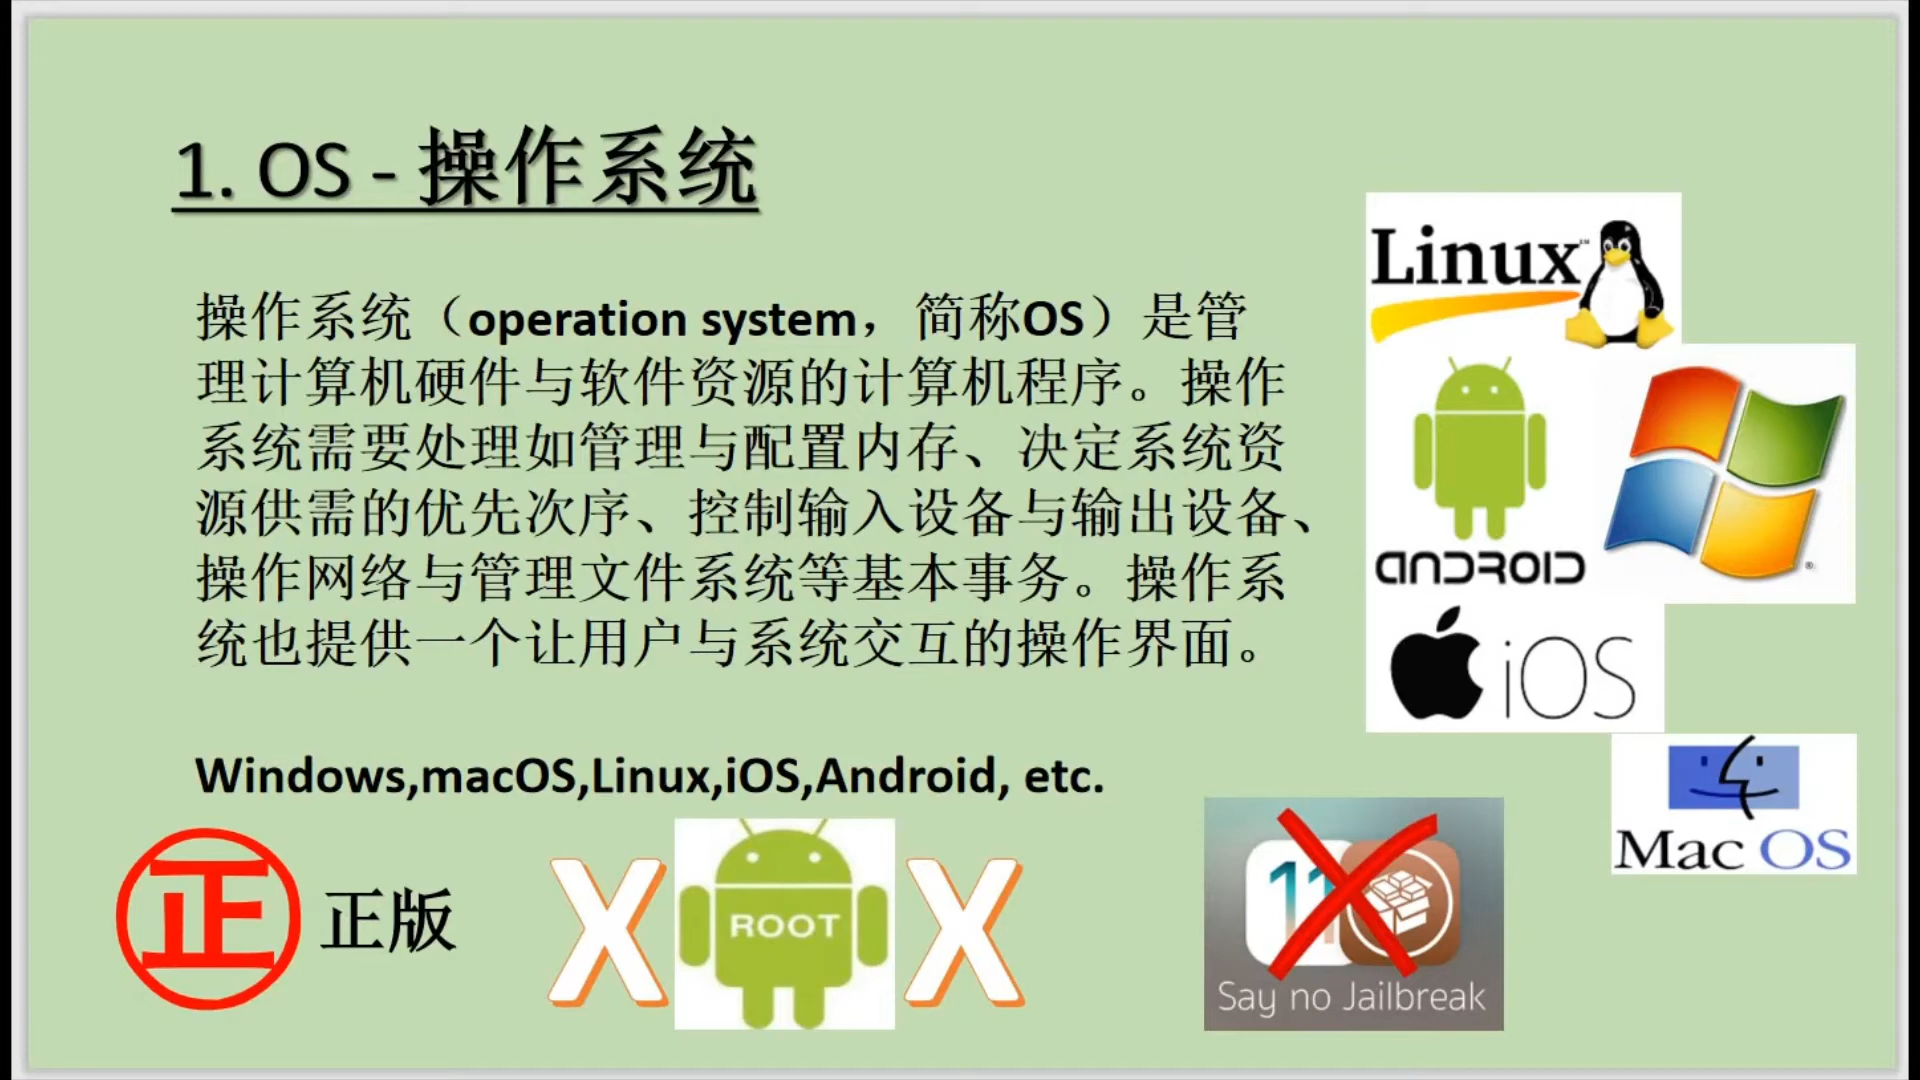 1. OS - 操作系统
操作系统（operation system，简称OS）是管
理计算机硬件与软件资源的计算机程序。操作
系统需要处理如管理与配置内存、决定系统资
源供需的优先次序、控制输入设备与输出设备、
操作网络与管理文件系统等基本事务。操作系
统也提供一个让用户与系统交互的操作界面。
Windows,macOS,Linux,iOS,Android, etc.
Linux™
ANDROID
®
iOS
Mac OS
正 正版
X ROOT X
11
Say no Jailbreak